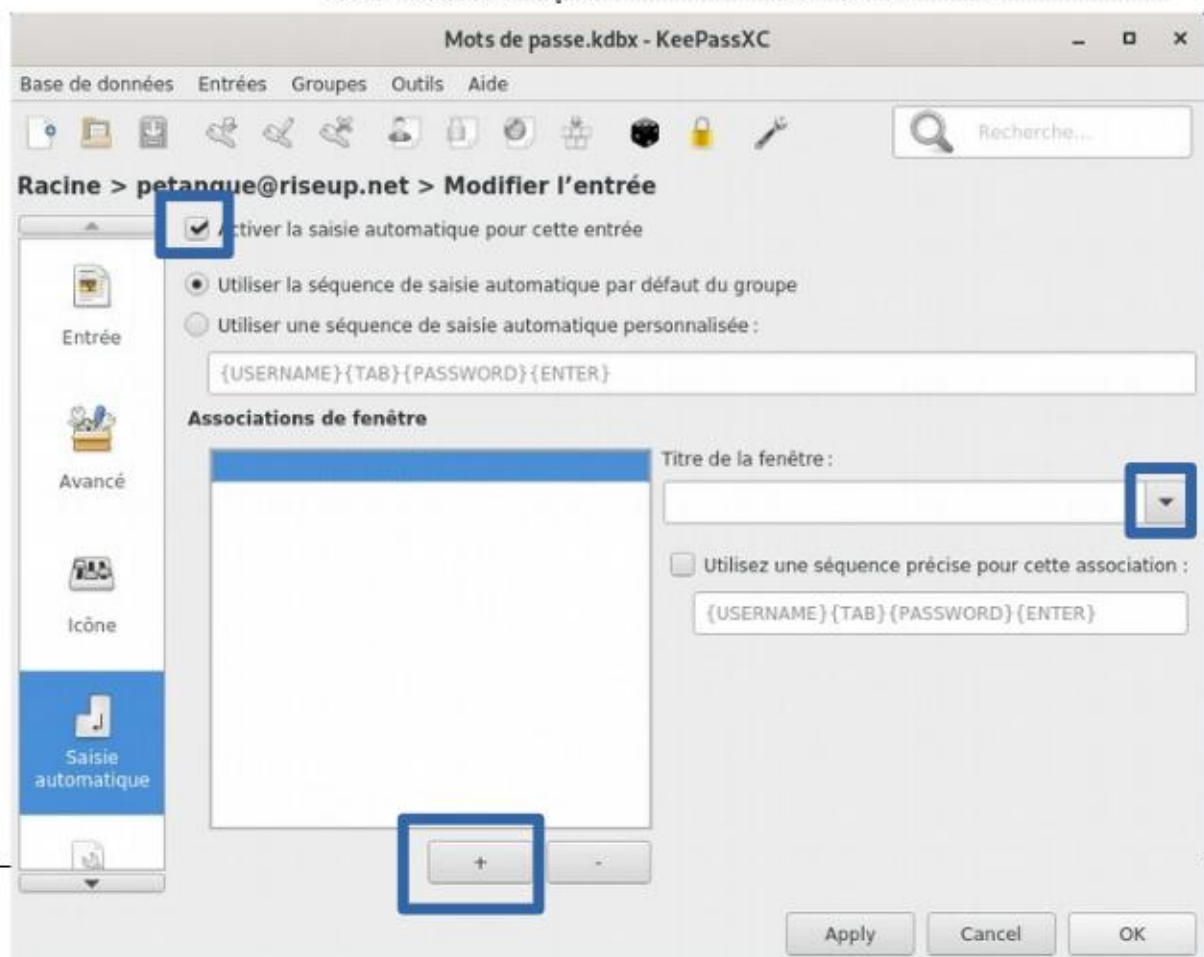 Mots de passe.kdbx - KeePassXC
Base de données Entrées Groupes Outils Aide
Recherche...
Racine > petanque@riseup.net > Modifier l'entrée
Activer la saisie automatique pour cette entrée
Utiliser la séquence de saisie automatique par défaut du groupe
Utiliser une séquence de saisie automatique personnalisée :
{USERNAME}{TAB}{PASSWORD}{ENTER}
Entrée
Associations de fenêtre
Titre de la fenêtre :
Avancé
Utilisez une séquence précise pour cette association :
{USERNAME}{TAB}{PASSWORD}{ENTER}
Icône
Saisie
automatique
+ -
Apply Cancel OK